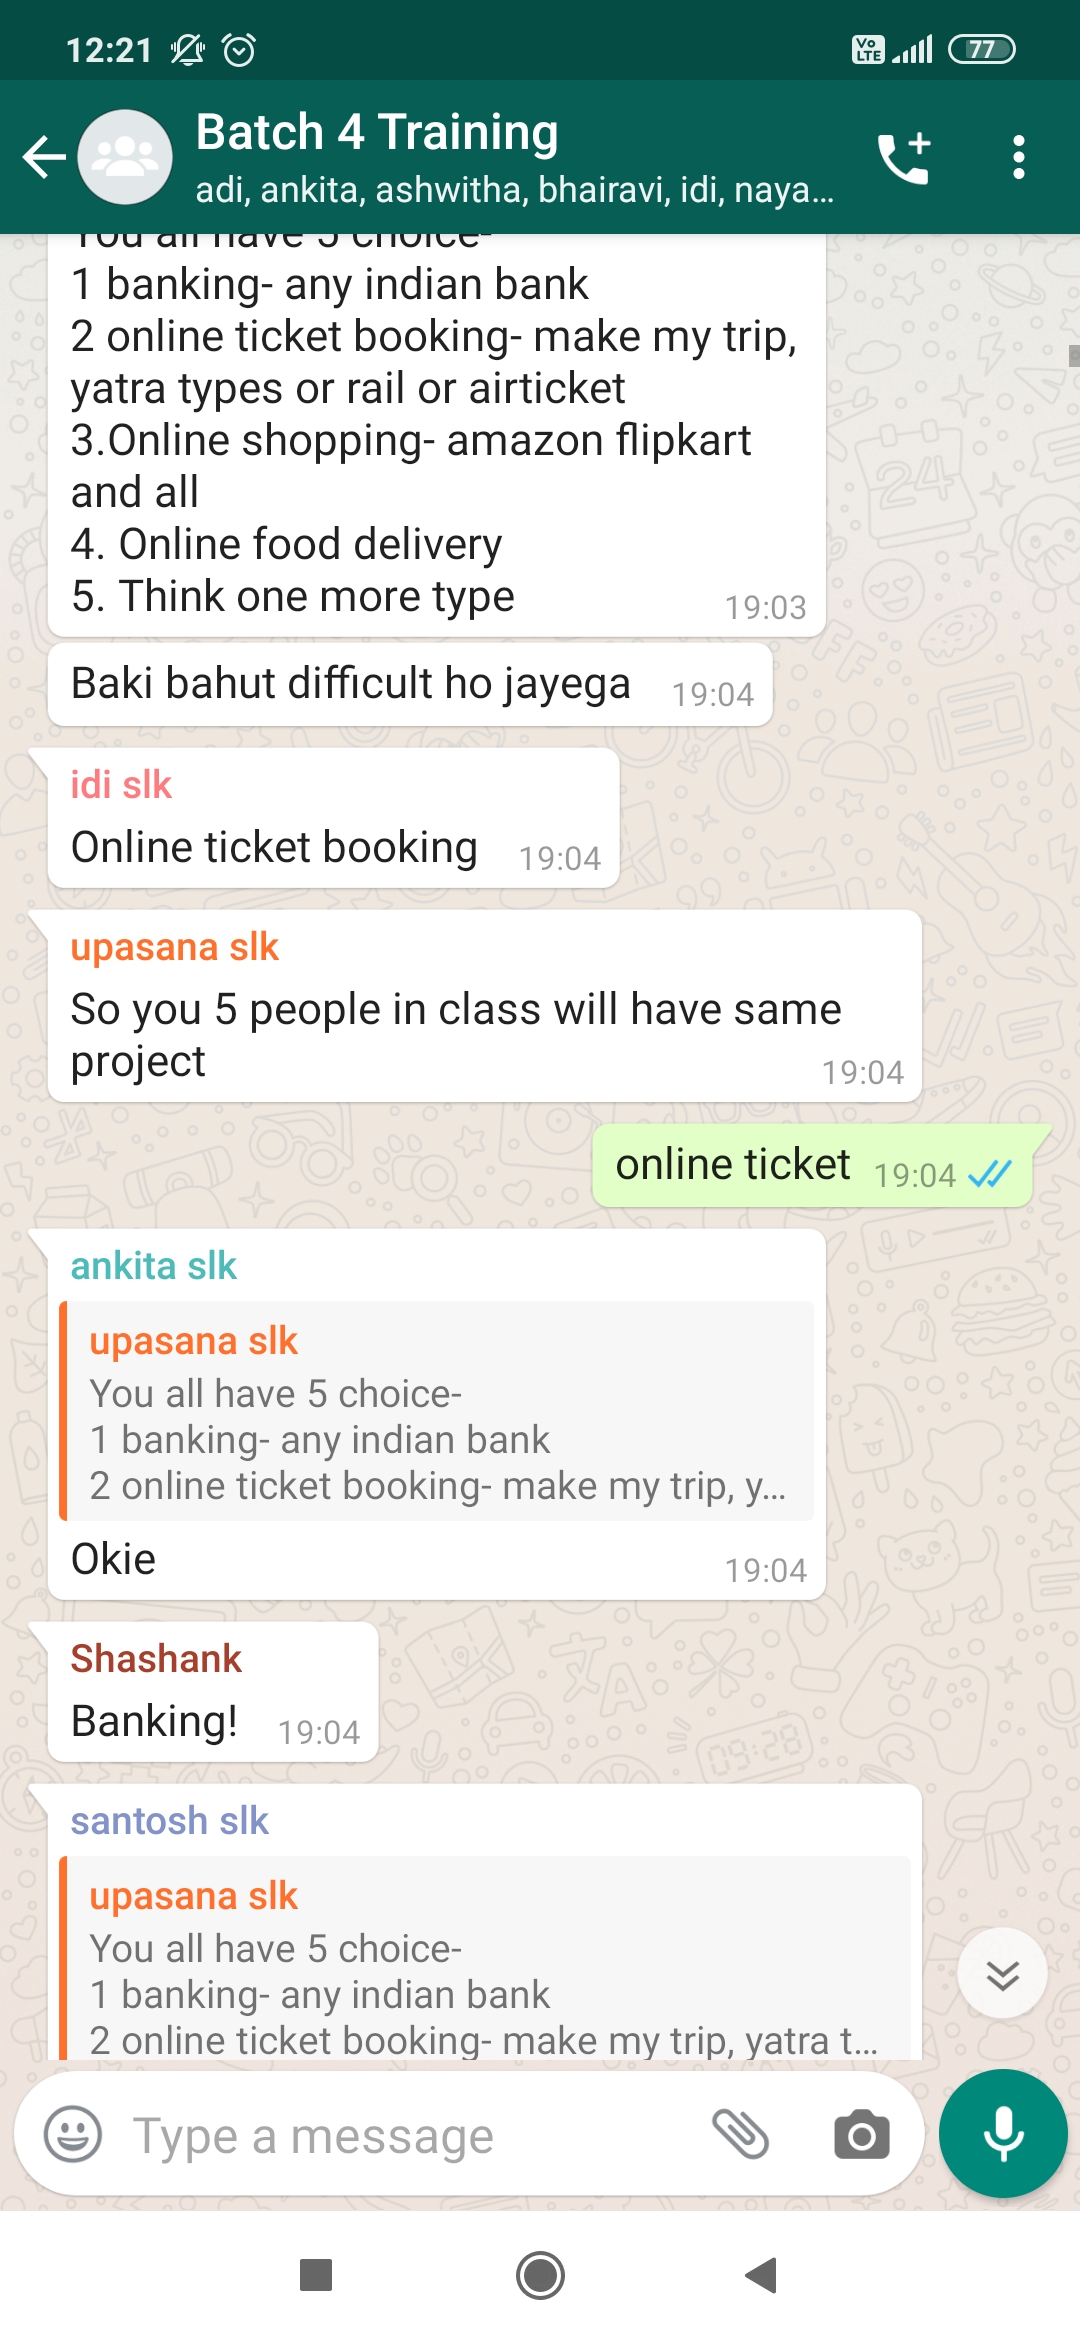 12:21
Vo
LTE
77
Batch 4 Training
adi, ankita, ashwitha, bhairavi, idi, naya...
You all have 5 choice-
1 banking- any indian bank
2 online ticket booking- make my trip,
yatra types or rail or airticket
3.Online shopping- amazon flipkart
and all
4. Online food delivery
5. Think one more type
19:03
Baki bahut difficult ho jayega
19:04
idi slk
Online ticket booking
19:04
upasana slk
So you 5 people in class will have same
project
19:04
online ticket
19:04
ankita slk
upasana slk
You all have 5 choice-
1 banking- any indian bank
2 online ticket booking- make my trip, y...
Okie
19:04
Shashank
Banking!
19:04
santosh slk
upasana slk
You all have 5 choice-
1 banking- any indian bank
2 online ticket booking- make my trip, yatra t...
Type a message